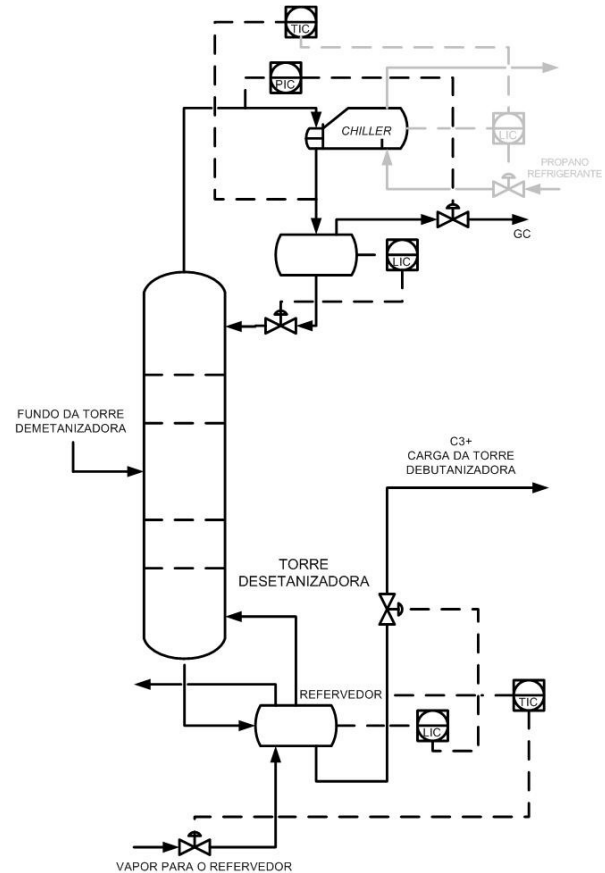 TIC
PIC
CHILLER
LIC
PROPANO
REFRIGERANTE
GC
LIC
FUNDO DA TORRE
DEMETANIZADORA
C3+
CARGA DA TORRE
DEBUTANIZADORA
TORRE
DESETANIZADORA
REFERVEDOR
TIC
LIC
VAPOR PARA O REFERVEDOR